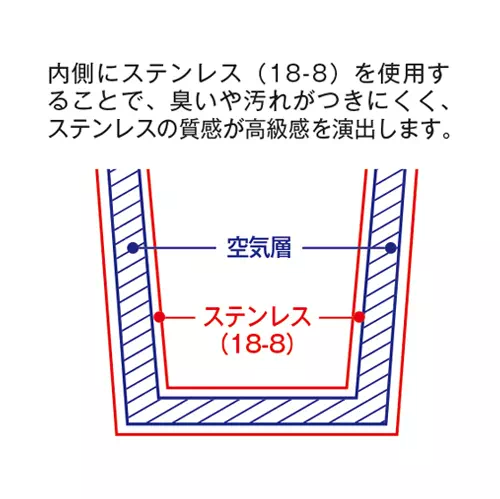 内側にステンレス（18-8）を使用す
ることで、臭いや汚れがつきにくく、
ステンレスの質感が高級感を演出します。
空気層
ステンレス
（18-8）